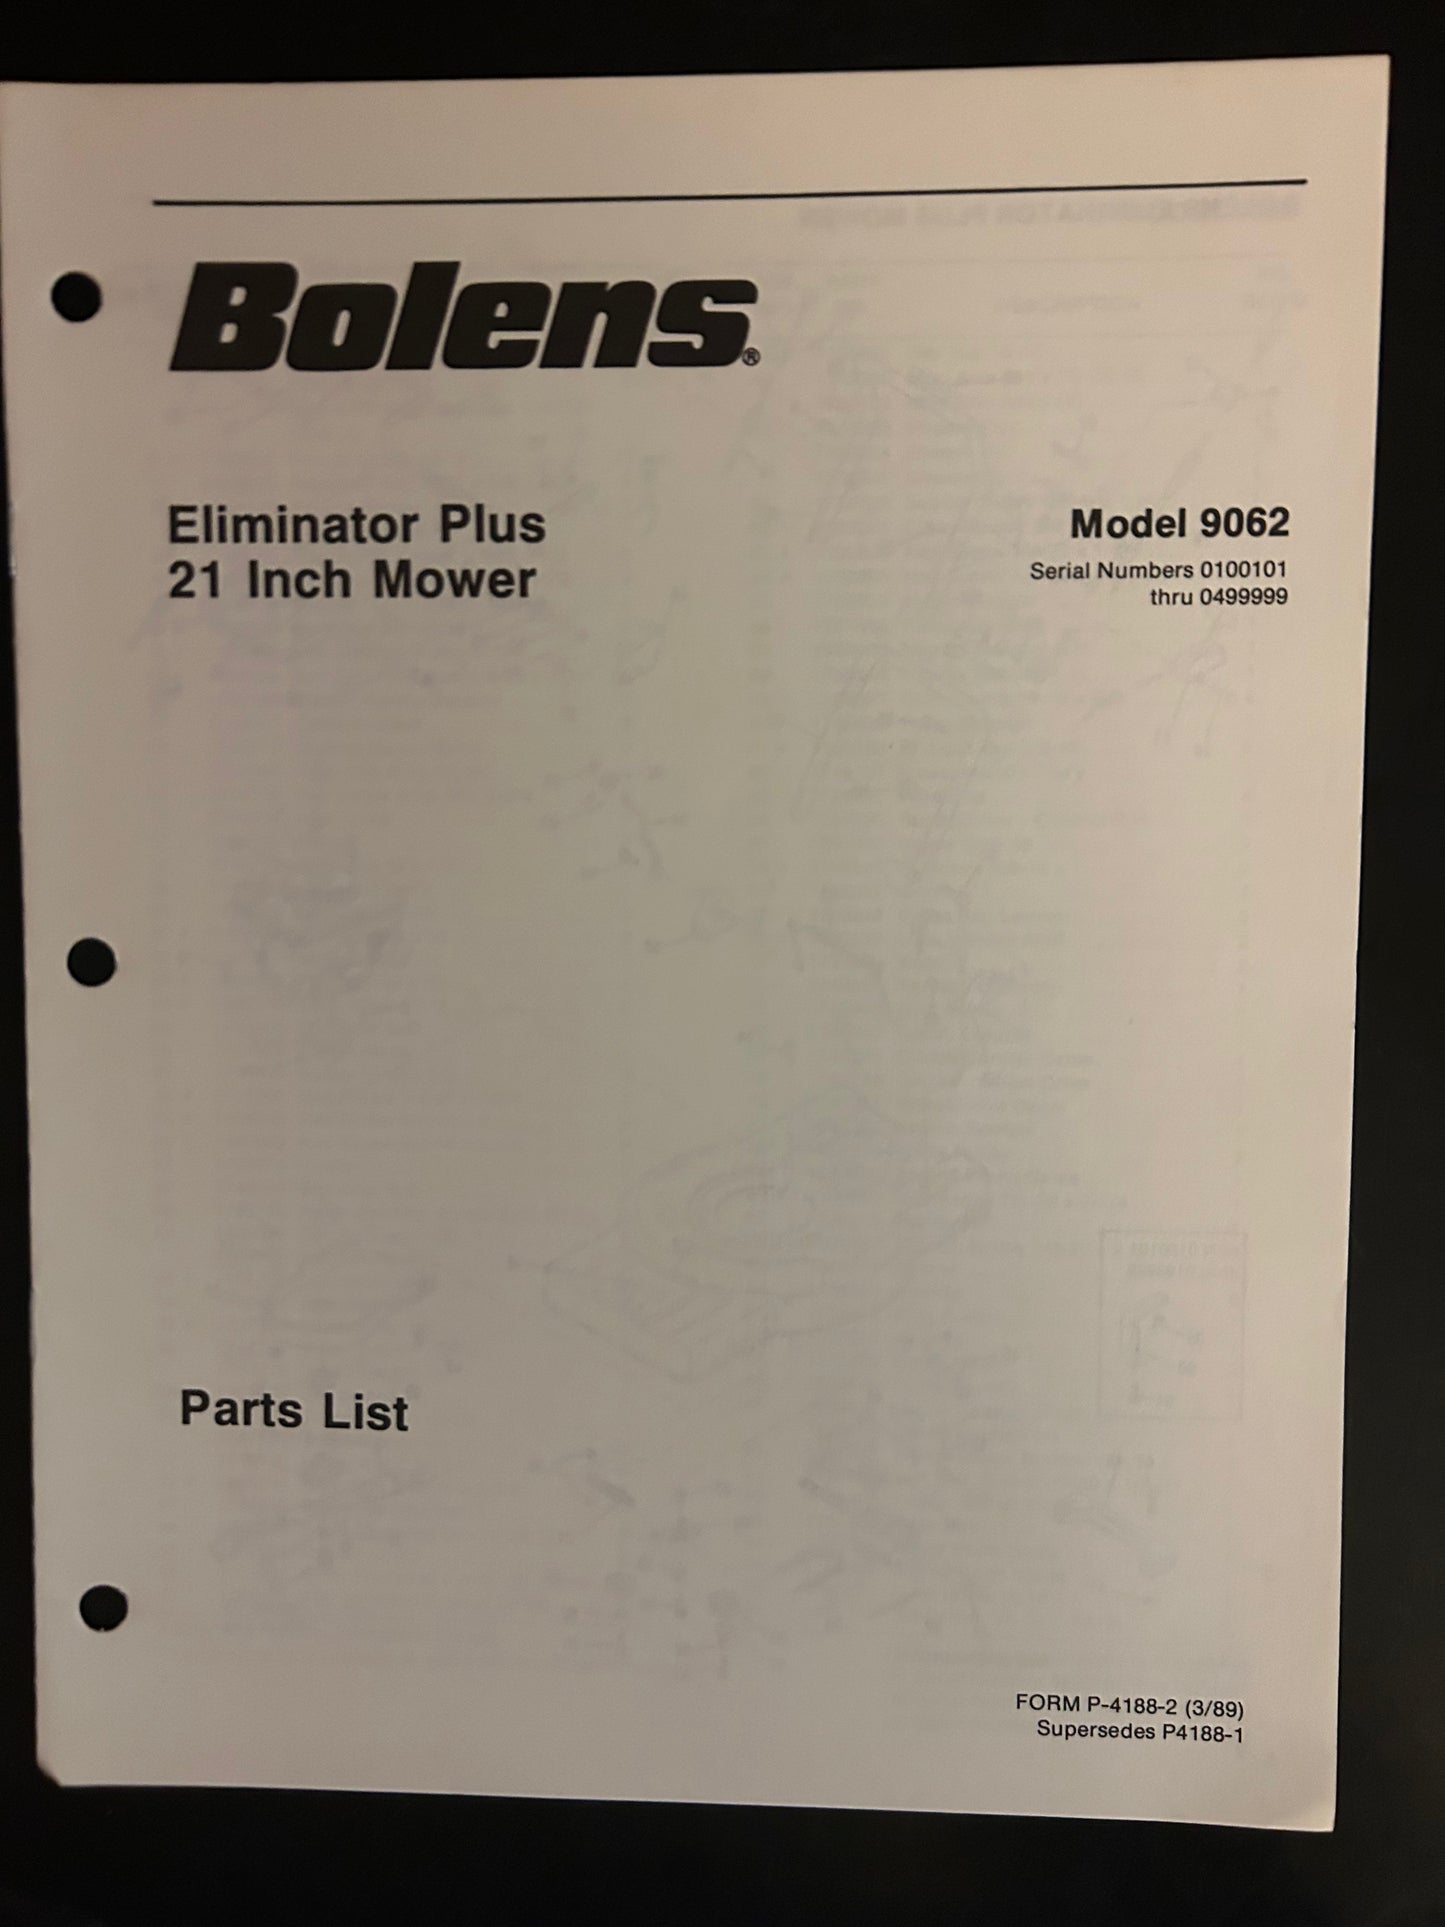 Bolens®
Eliminator Plus
21 Inch Mower
Model 9062
Serial Numbers 0100101
thru 0499999
Parts List
FORM P-4188-2 (3/89)
Supersedes P4188-1